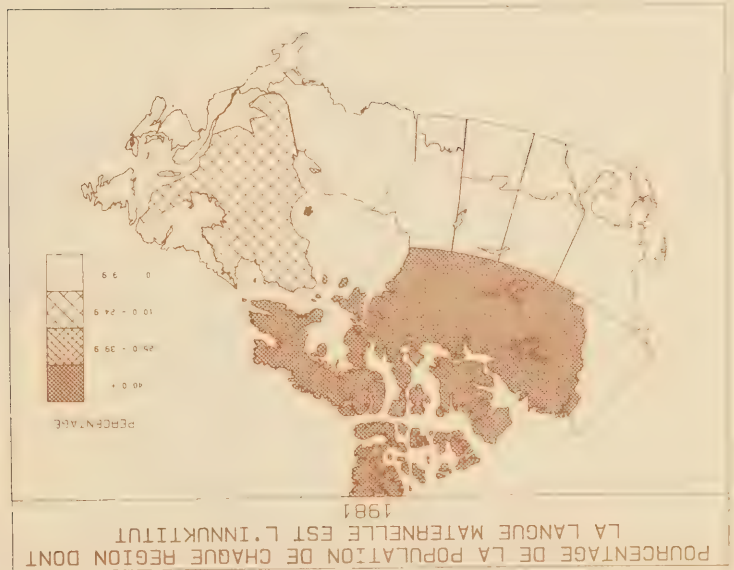 POURCENTAGE DE LA POPULATION DE CHAQUE REGION DONT
LA LANGUE MATERNELLE EST L'INNUKTITUT
1981
PERCENTAGE
40.0 +
25.0 - 39.9
10.0 - 24.9
0 9.9